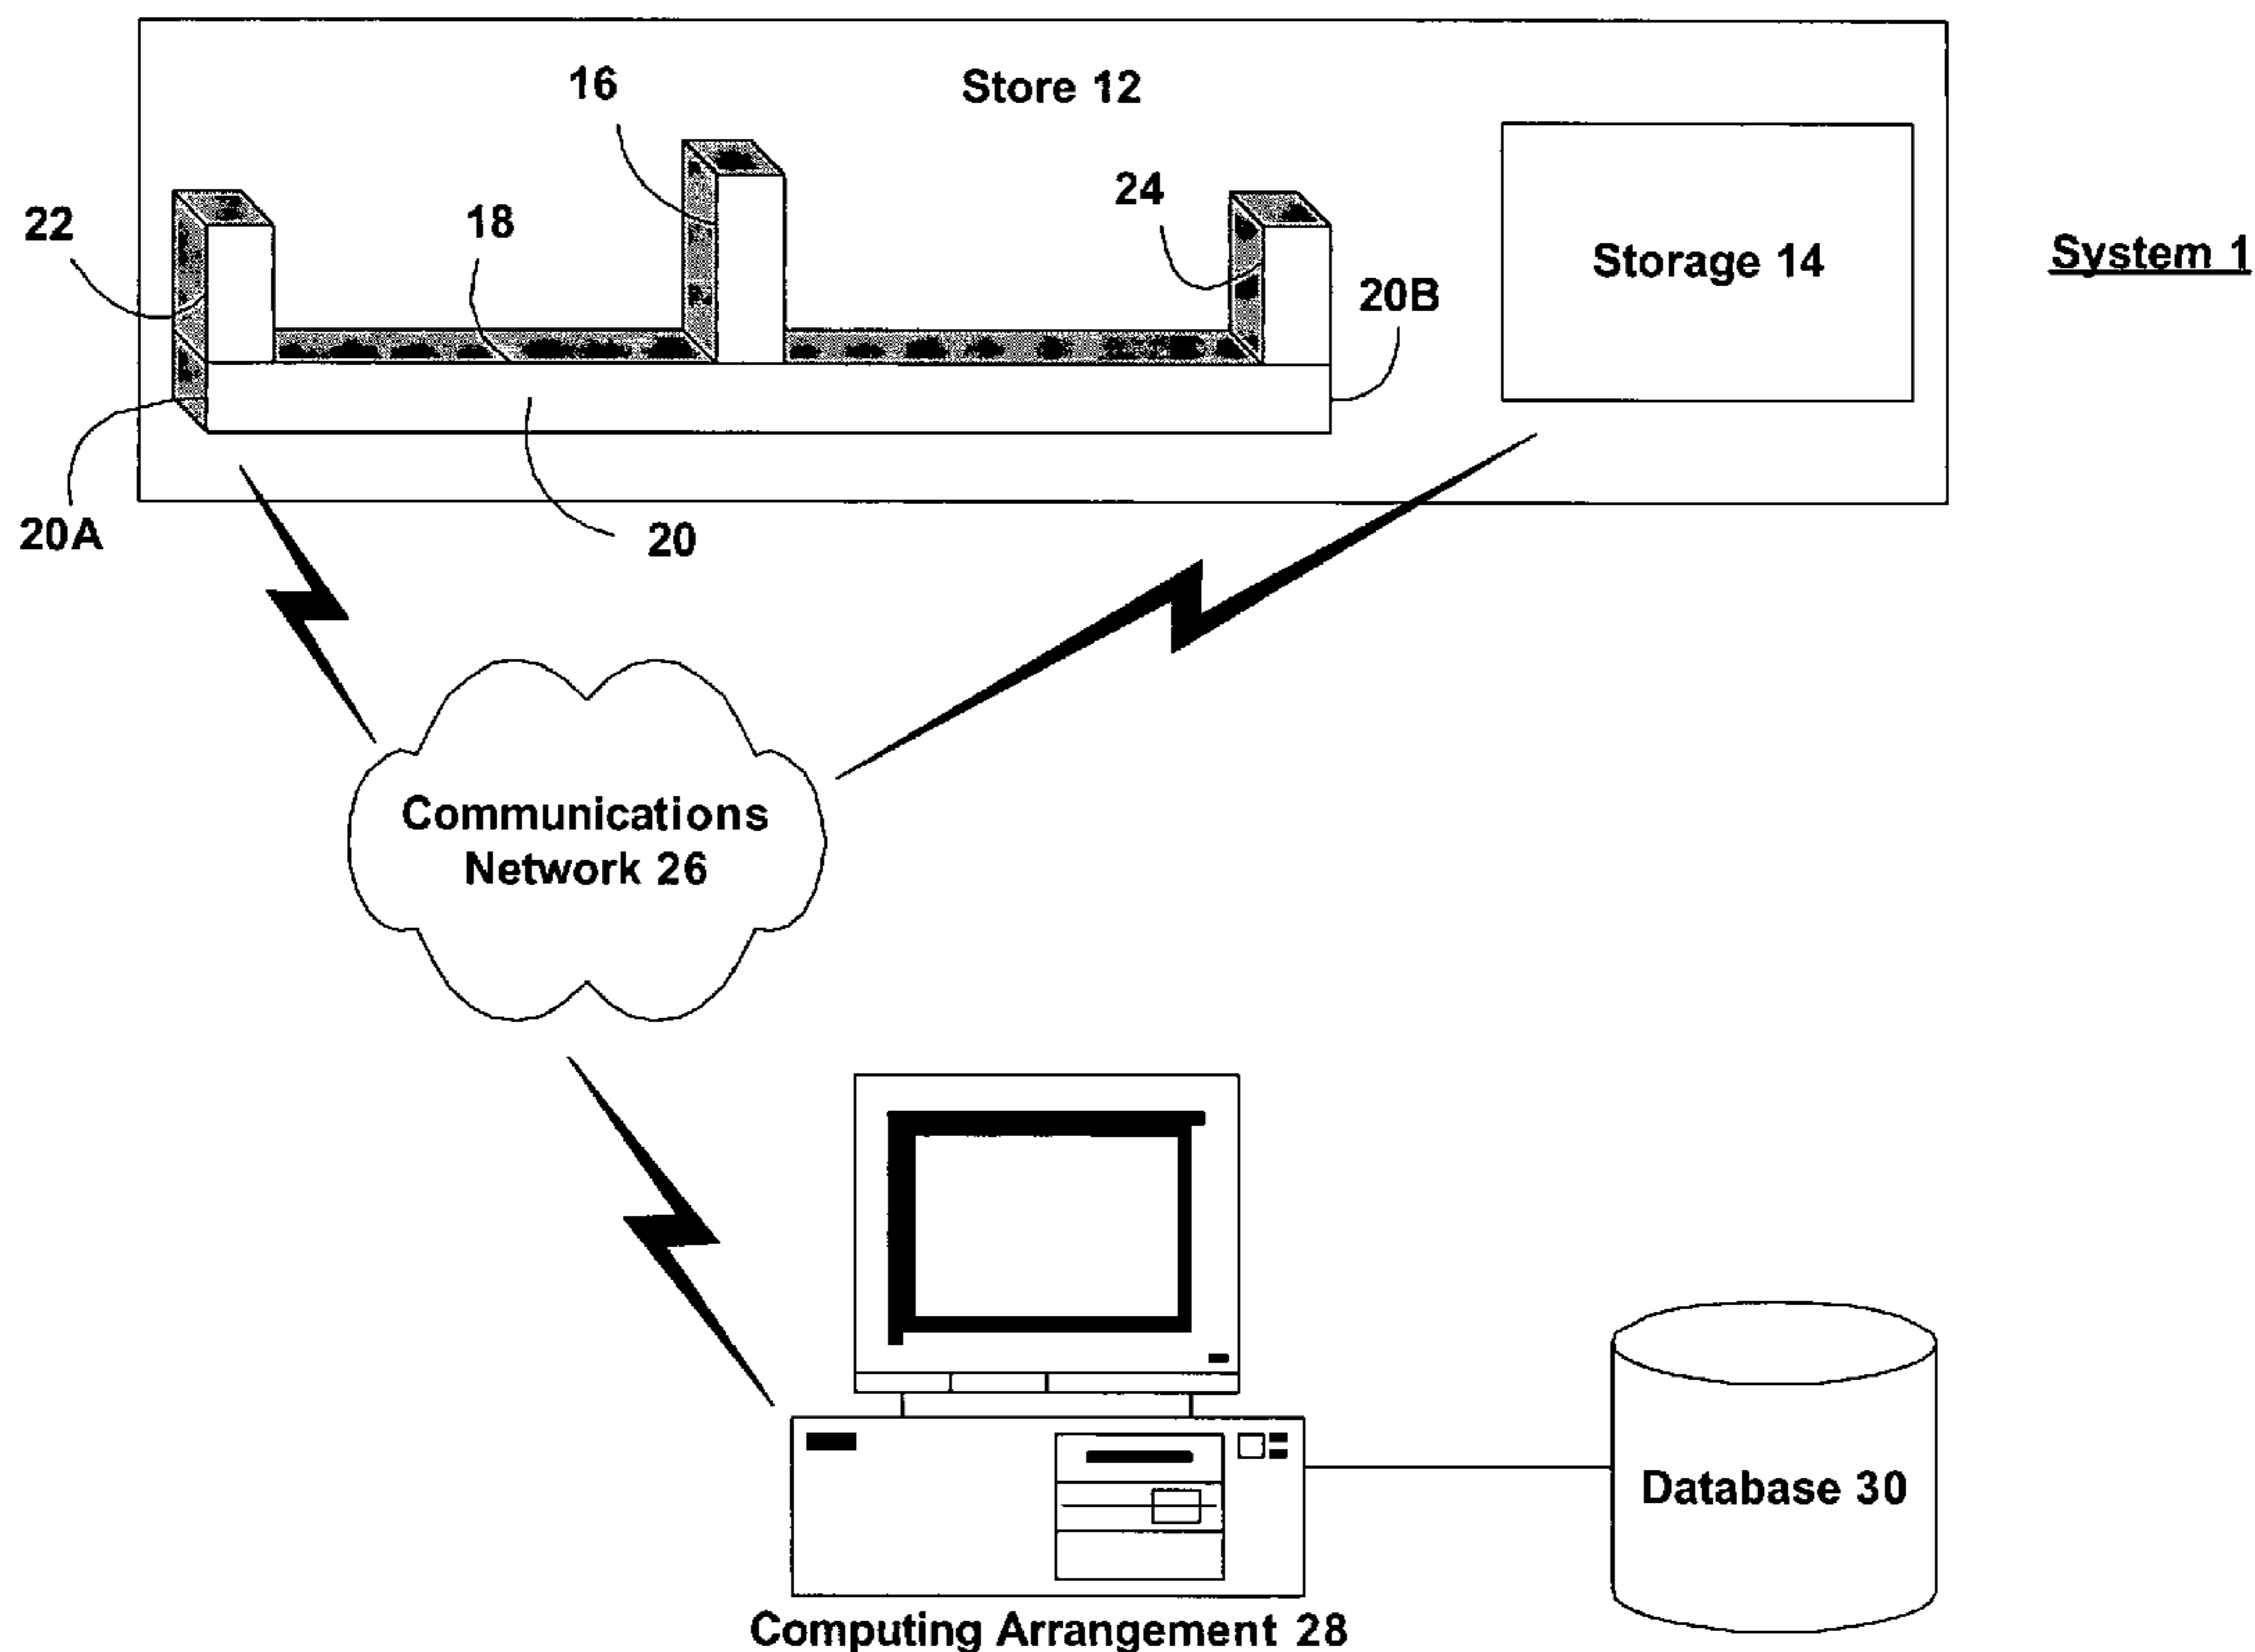 Store 12
16
22
18
24
20B
Storage 14
System 1
20A
20
Communications
Network 26
Database 30
Computing Arrangement 28